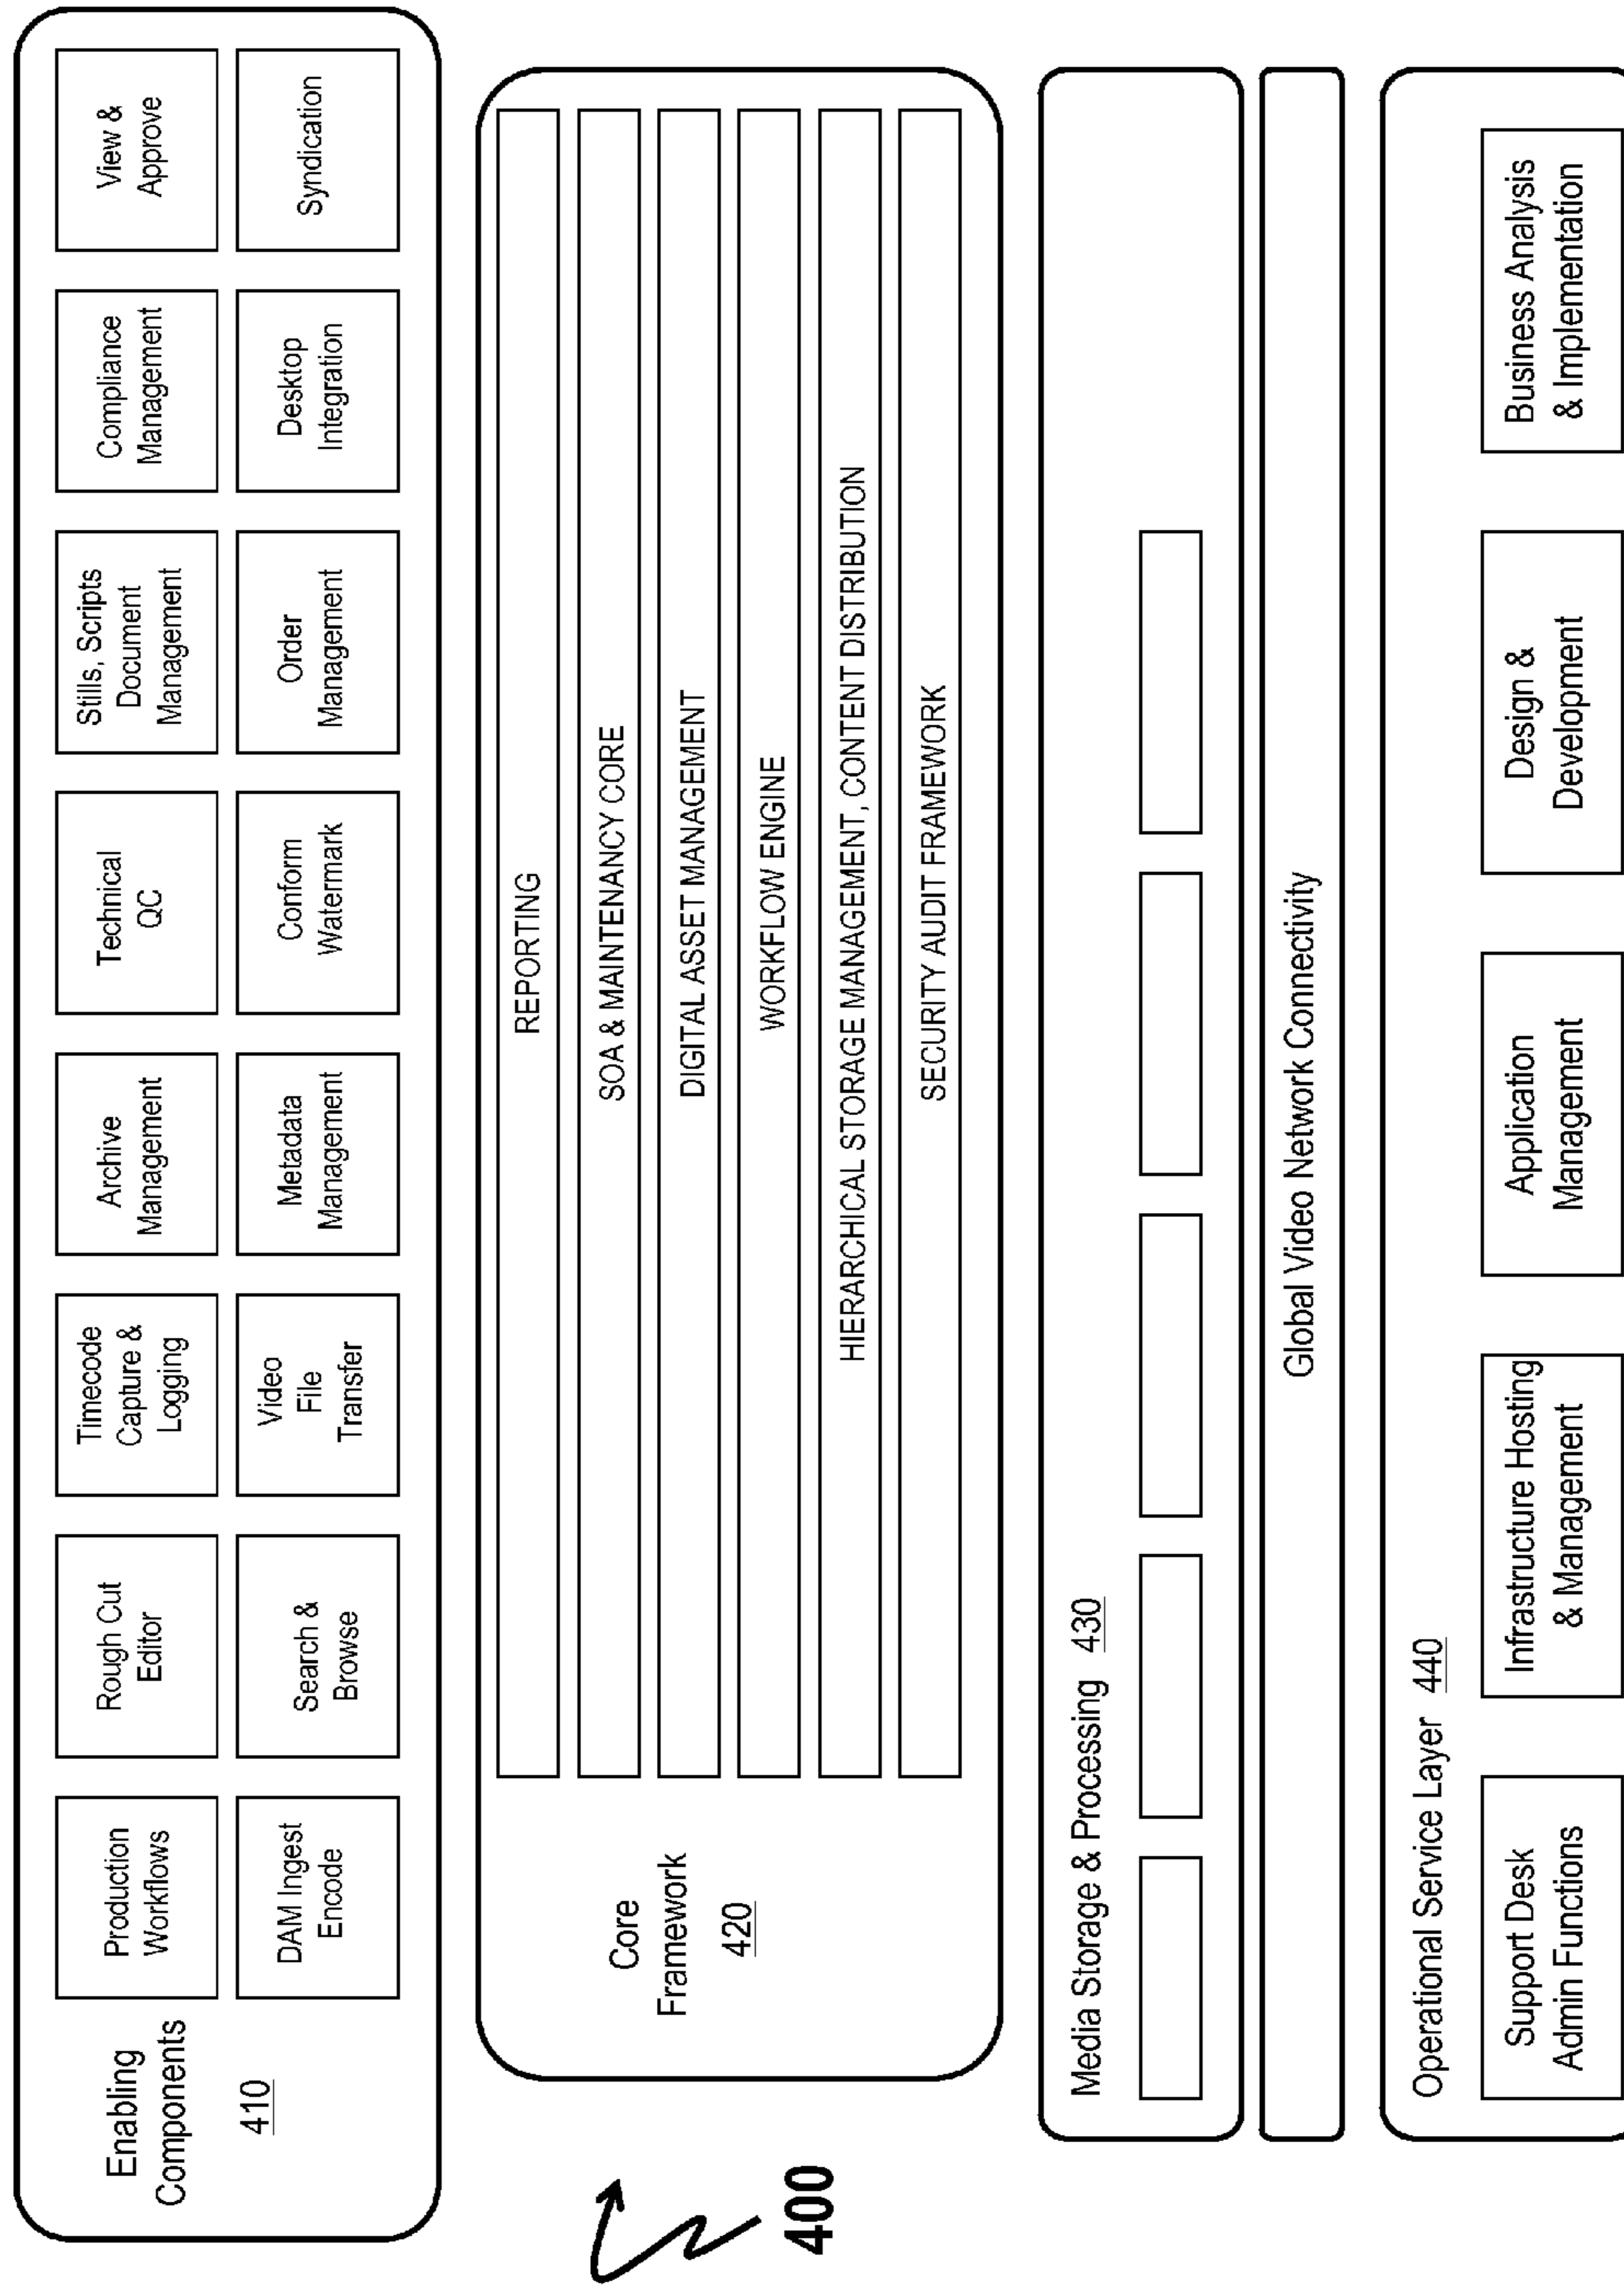 Enabling
Components
410
Production
Workflows
Rough Cut
Editor
Timecode
Capture &
Logging
Archive
Management
Technical
QC
Stills, Scripts
Document
Management
Compliance
Management
View &
Approve
DAM Ingest
Encode
Search &
Browse
Video
File
Transfer
Metadata
Management
Conform
Watermark
Order
Management
Desktop
Integration
Syndication
Core
Framework
420
REPORTING
SOA & MAINTENANCY CORE
DIGITAL ASSET MANAGEMENT
WORKFLOW ENGINE
HIERARCHICAL STORAGE MANAGEMENT, CONTENT DISTRIBUTION
SECURITY AUDIT FRAMEWORK
400
Media Storage & Processing 430
Global Video Network Connectivity
Operational Service Layer 440
Support Desk
Admin Functions
Infrastructure Hosting
& Management
Application
Management
Design &
Development
Business Analysis
& Implementation